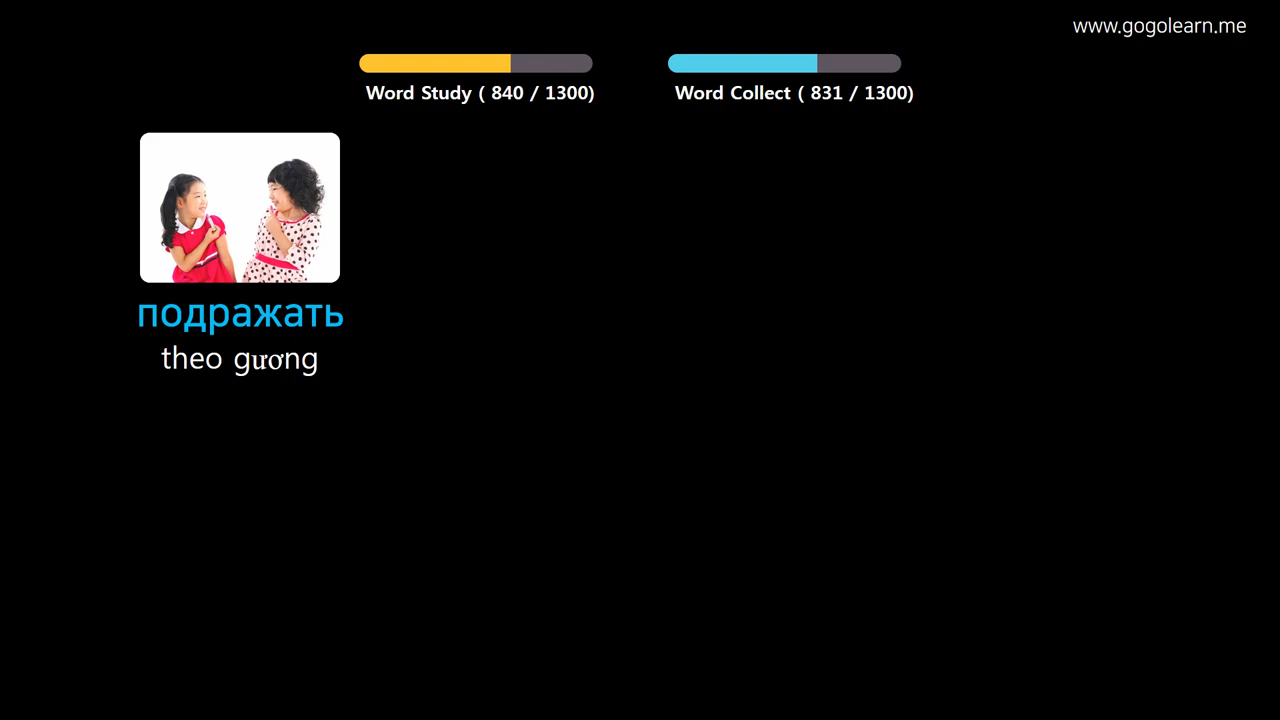 www.gogolearn.me
Word Study ( 840 / 1300)
Word Collect ( 831 / 1300)
подражать
theo gương